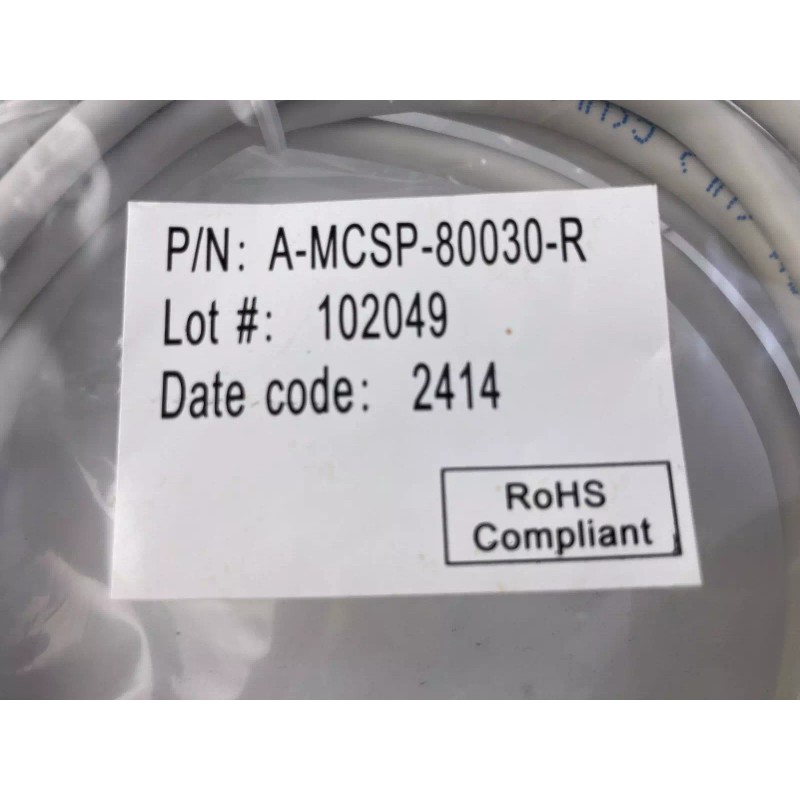 P/N: A-MCSP-80030-R
Lot #: 102049
Date code: 2414
RoHS
Compliant